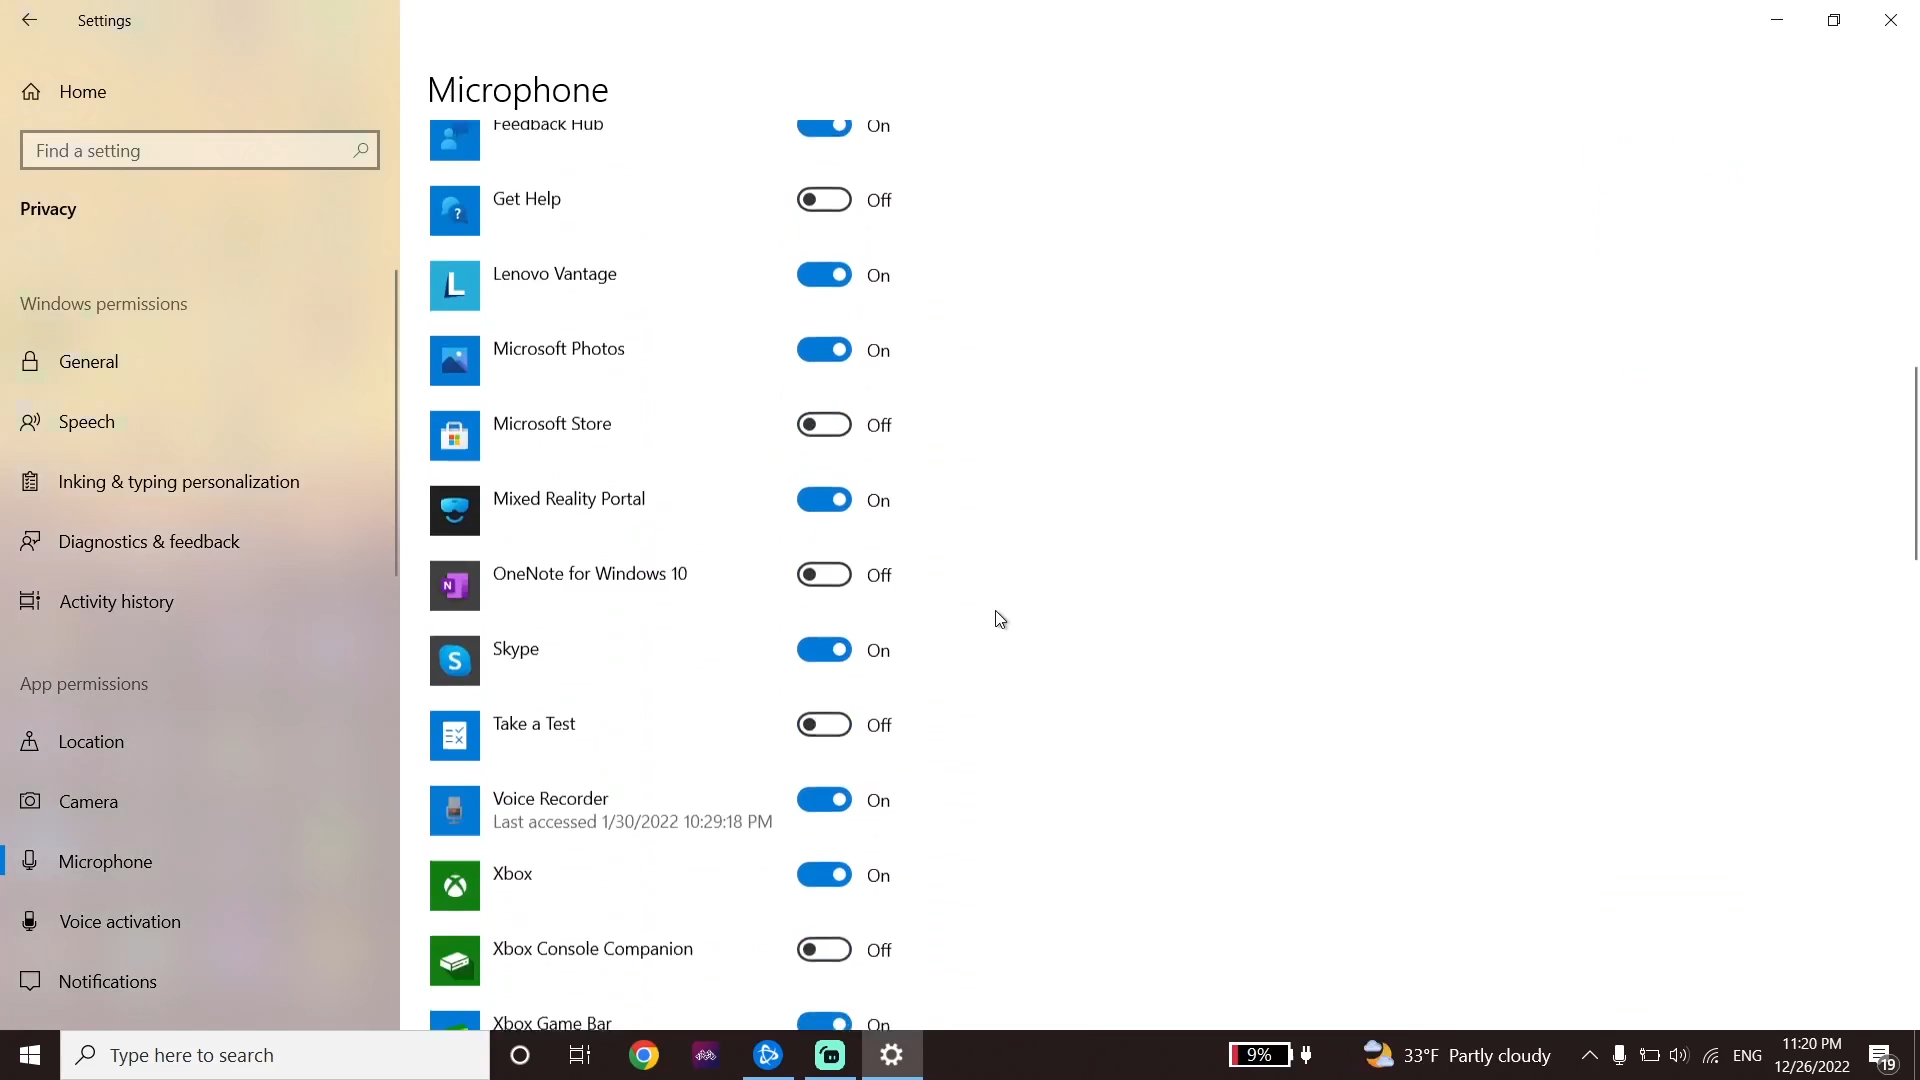 Settings
Home
Find a setting
Privacy
Windows permissions
General
Speech
Inking & typing personalization
Diagnostics & feedback
Activity history
App permissions
Location
Camera
Microphone
Voice activation
Notifications
Microphone
Feedback Hub On
Get Help Off
Lenovo Vantage On
Microsoft Photos On
Microsoft Store Off
Mixed Reality Portal On
OneNote for Windows 10 Off
Skype On
Take a Test Off
Voice Recorder On
Last accessed 1/30/2022 10:29:18 PM
Xbox On
Xbox Console Companion Off
Xbox Game Bar On
Type here to search
9%
33°F Partly cloudy
ENG
11:20 PM
12/26/2022
19